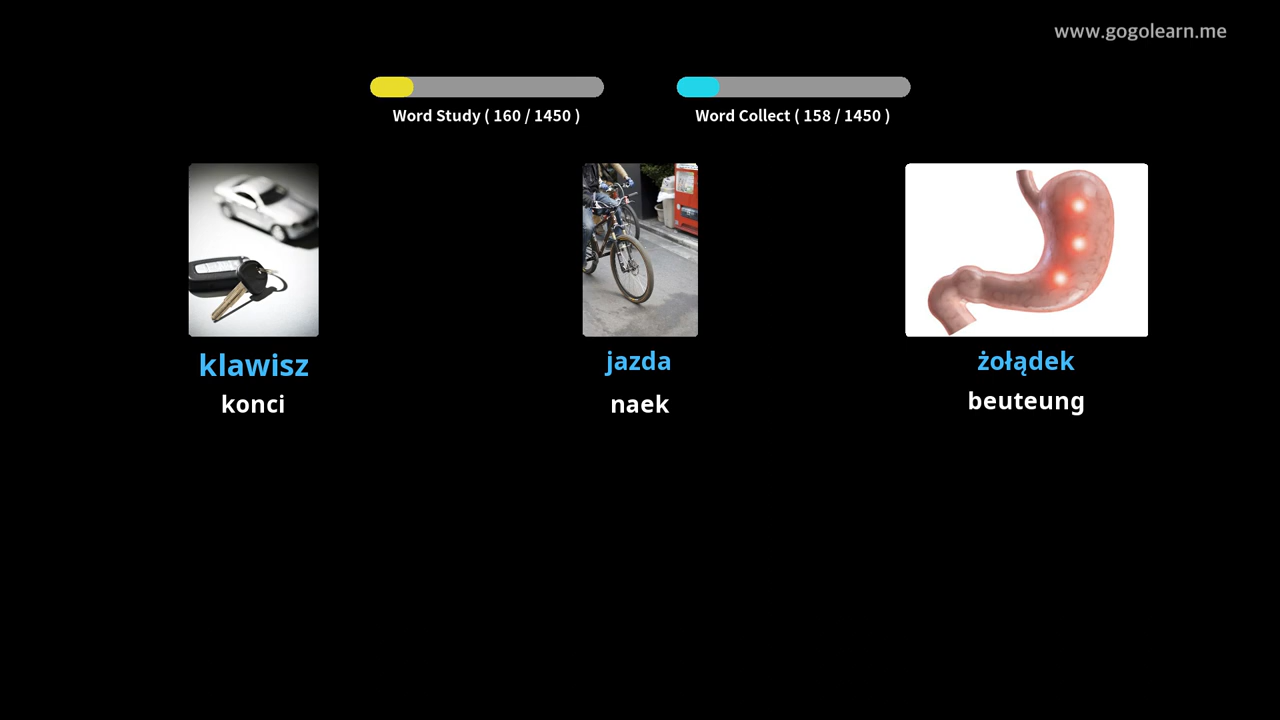 www.gogolearn.me
Word Study ( 160 / 1450 )
Word Collect ( 158 / 1450 )
klawisz
konci
jazda
naek
żołądek
beuteung